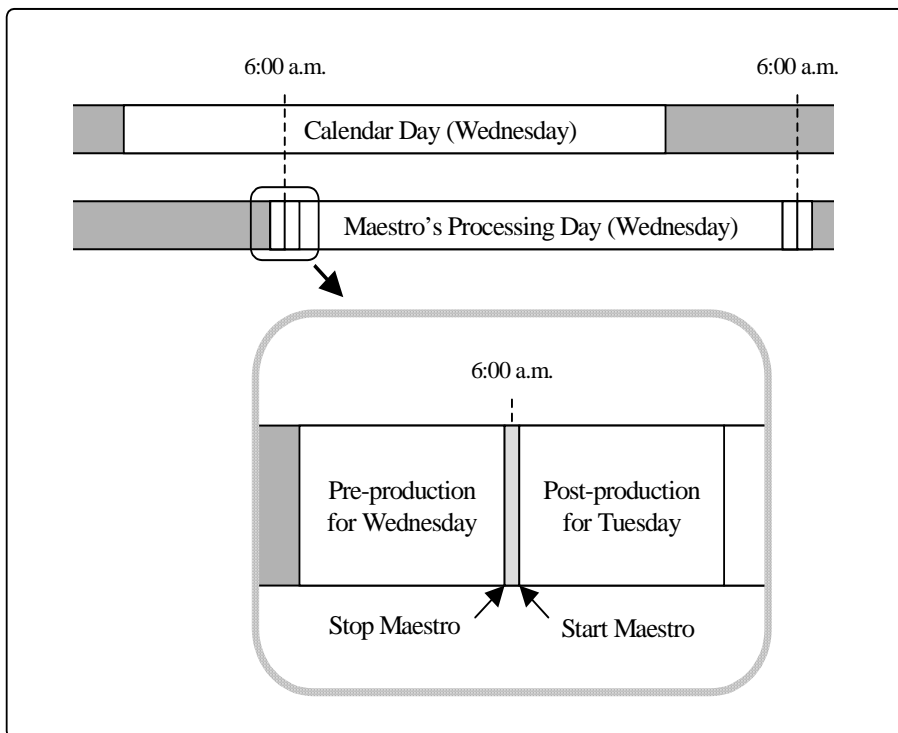 6:00 a.m.
6:00 a.m.
Calendar Day (Wednesday)
Maestro’s Processing Day (Wednesday)
6:00 a.m.
Pre-production
for Wednesday
Post-production
for Tuesday
Stop Maestro
Start Maestro